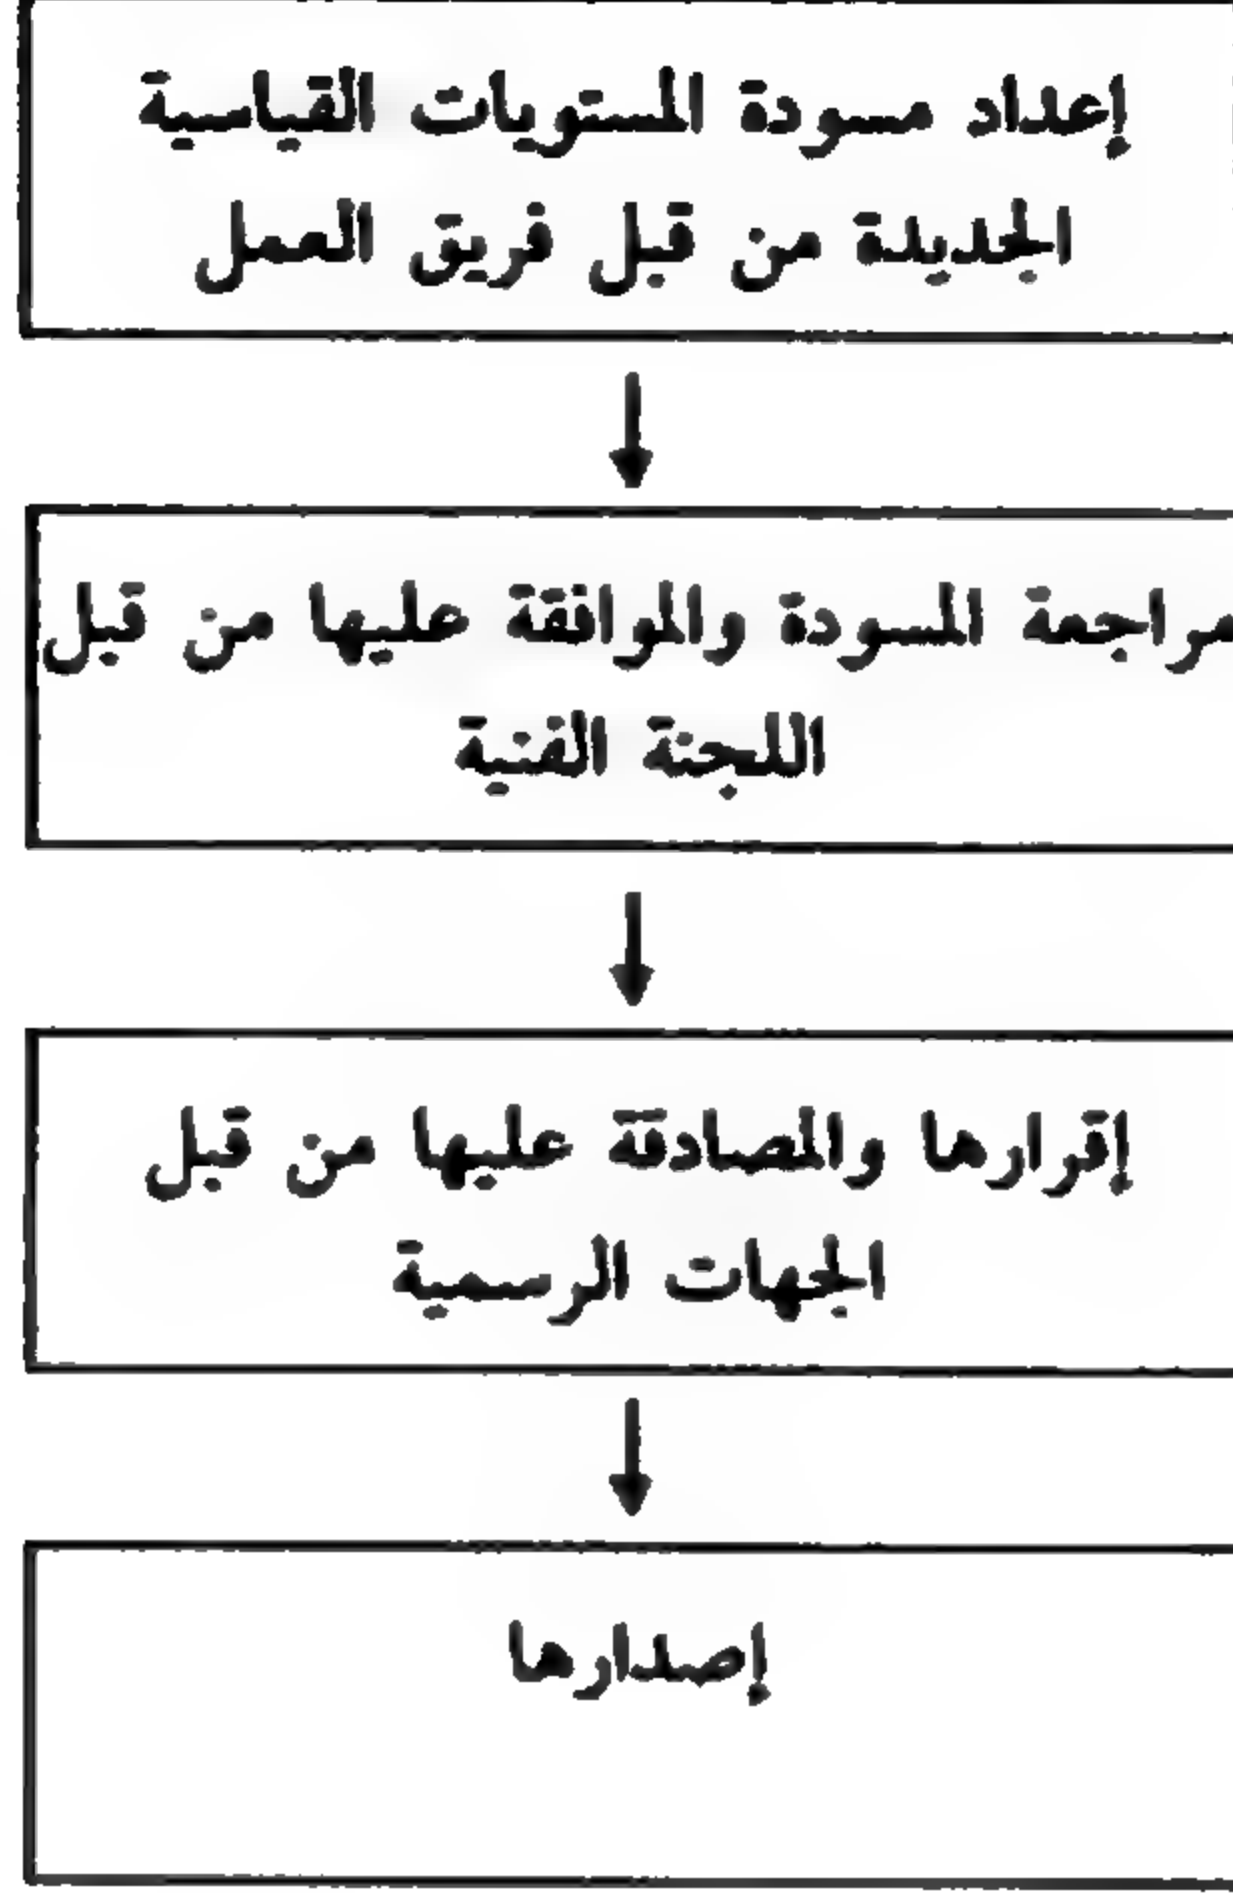 إعداد مسودة المستويات القياسية
الجديدة من قبل فريق العمل
مراجعة المسودة والموافقة عليها من قبل
اللجنة الفنية
إقرارها والمصادقة عليها من قبل
الجهات الرسمية
إصدارها